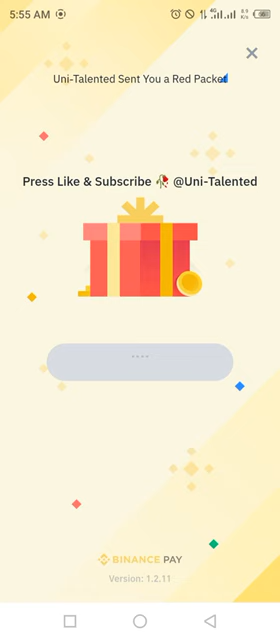 5:55 AM
Uni-Talented Sent You a Red Packet
Press Like & Subscribe 🥀 @Uni-Talented
BINANCE PAY
Version: 1.2.11